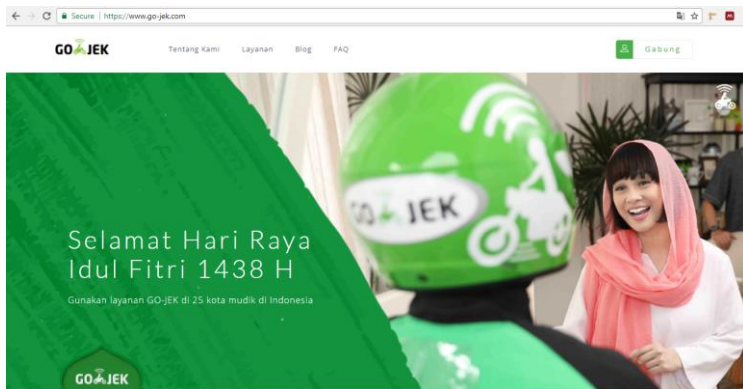 Secure | https://www.go-jek.com
GO JEK
Tentang Kami Layanan Blog FAQ
Gabung
GO JEK
Selamat Hari Raya
Idul Fitri 1438 H
Gunakan layanan GO-JEK di 25 kota mudik di Indonesia
GO JEK